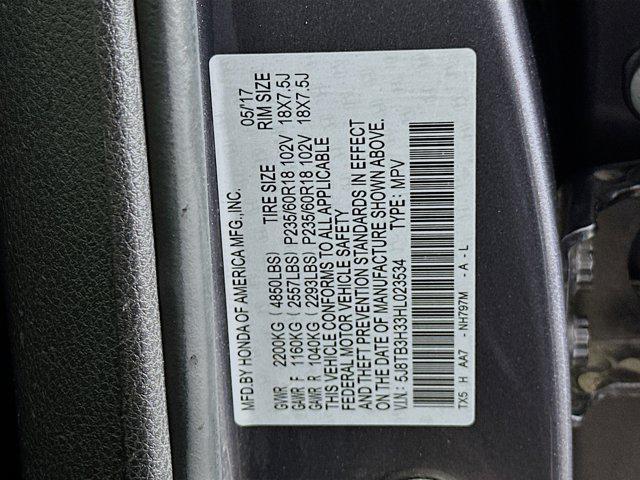 MFD.BY HONDA OF AMERICA MFG.,INC. 05/17
TIRE SIZE RIM SIZE
GVWR 2200KG ( 4850LBS)
GAWR F 1160KG ( 2557LBS) P235/60R18 102V 18X7.5J
GAWR R 1040KG ( 2293LBS) P235/60R18 102V 18X7.5J
THIS VEHICLE CONFORMS TO ALL APPLICABLE
FEDERAL MOTOR VEHICLE SAFETY
AND THEFT PREVENTION STANDARDS IN EFFECT
ON THE DATE OF MANUFACTURE SHOWN ABOVE.
V.I.N.: 5J8TB3H33HL023534 TYPE: MPV
TX5 H AA7 - NH797M - A - L